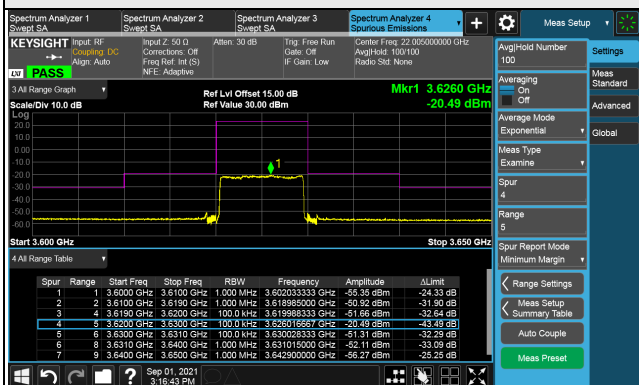 Spectrum Analyzer 1
Swept SA
Spectrum Analyzer 2
Swept SA
Spectrum Analyzer 3
Swept SA
Spectrum Analyzer 4
Spurious Emissions
Meas Setup
KEYSIGHT
Input: RF
Coupling: DC
Align: Auto
Input Z: 50 Ω
Corrections: Off
Freq Ref: Int (S)
NFE: Adaptive
Atten: 30 dB
Trig: Free Run
Gate: Off
IF Gain: Low
Center Freq: 22.005000000 GHz
Avg|Hold: 100/100
Radio Std: None
LXI PASS
3 All Range Graph
Scale/Div 10.0 dB
Ref Lvl Offset 15.00 dB
Ref Value 30.00 dBm
Mkr1 3.6260 GHz
-20.49 dBm
Log
20.0
10.0
0.00
-10.0
-20.0
-30.0
-40.0
-50.0
-60.0
1
Start 3.600 GHz
Stop 3.650 GHz
4 All Range Table
Spur Range Start Freq Stop Freq RBW Frequency Amplitude ΔLimit
1 1 3.6000 GHz 3.6100 GHz 1.000 MHz 3.602033333 GHz -55.35 dBm -24.33 dB
2 2 3.6100 GHz 3.6190 GHz 1.000 MHz 3.618985000 GHz -50.92 dBm -31.90 dB
3 4 3.6190 GHz 3.6200 GHz 100.0 kHz 3.619988333 GHz -51.66 dBm -32.64 dB
4 5 3.6200 GHz 3.6300 GHz 100.0 kHz 3.626016667 GHz -20.49 dBm -43.49 dB
5 6 3.6300 GHz 3.6310 GHz 100.0 kHz 3.630028333 GHz -51.31 dBm -32.29 dB
6 8 3.6310 GHz 3.6400 GHz 1.000 MHz 3.631015000 GHz -52.11 dBm -33.09 dB
7 9 3.6400 GHz 3.6500 GHz 1.000 MHz 3.642900000 GHz -56.27 dBm -25.25 dB
Avg|Hold Number
100
Averaging
On
Off
Average Mode
Exponential
Meas Type
Examine
Spur
4
Range
5
Spur Report Mode
Minimum Margin
Range Settings
Meas Setup
Summary Table
Auto Couple
Meas Preset
Settings
Meas
Standard
Advanced
Global
?
Sep 01, 2021
3:16:43 PM